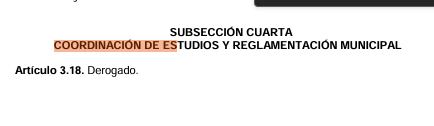 SUBSECCIÓN CUARTA
COORDINACIÓN DE ESTUDIOS Y REGLAMENTACIÓN MUNICIPAL
Artículo 3.18. Derogado.